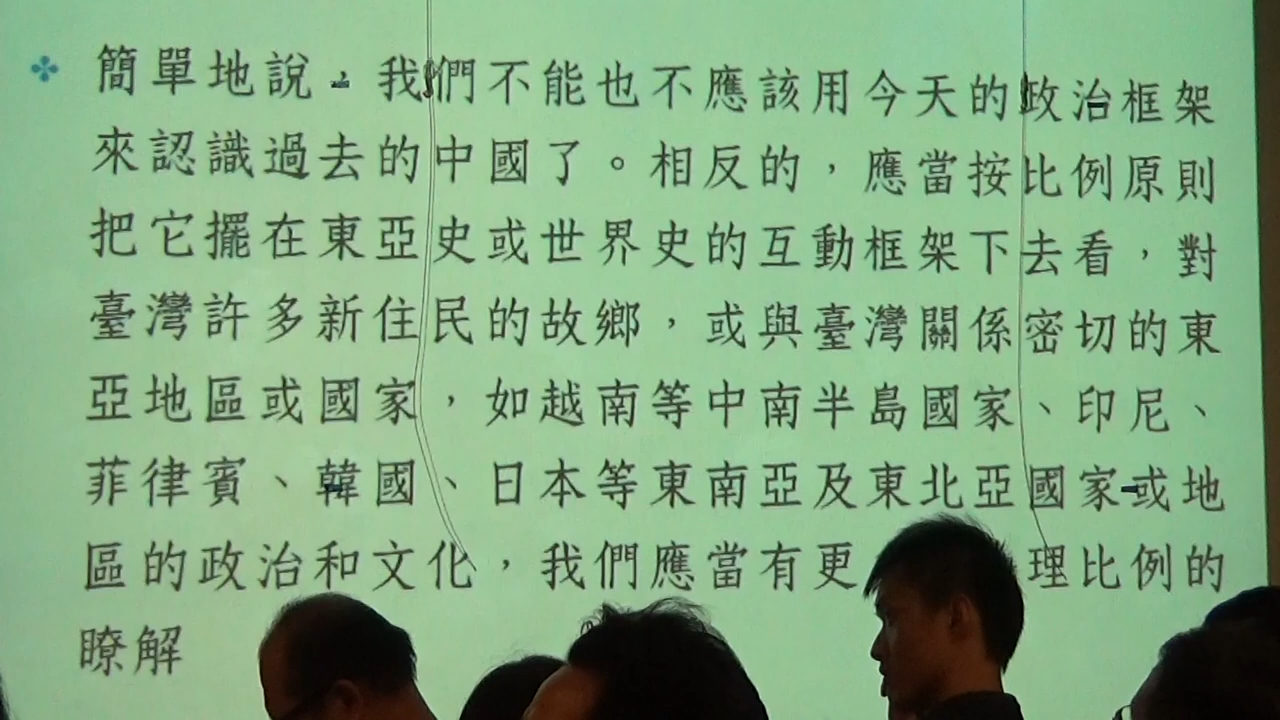 簡單地說，我們不能也不應該用今天的政治框架
來認識過去的中國了。相反的，應當按比例原則
把它擺在東亞史或世界史的互動框架下去看，對
臺灣許多新住民的故鄉，或與臺灣關係密切的東
亞地區或國家，如越南等中南半島國家、印尼、
菲律賓、韓國、日本等東南亞及東北亞國家或地
區的政治和文化，我們應當有更 理比例的
瞭解